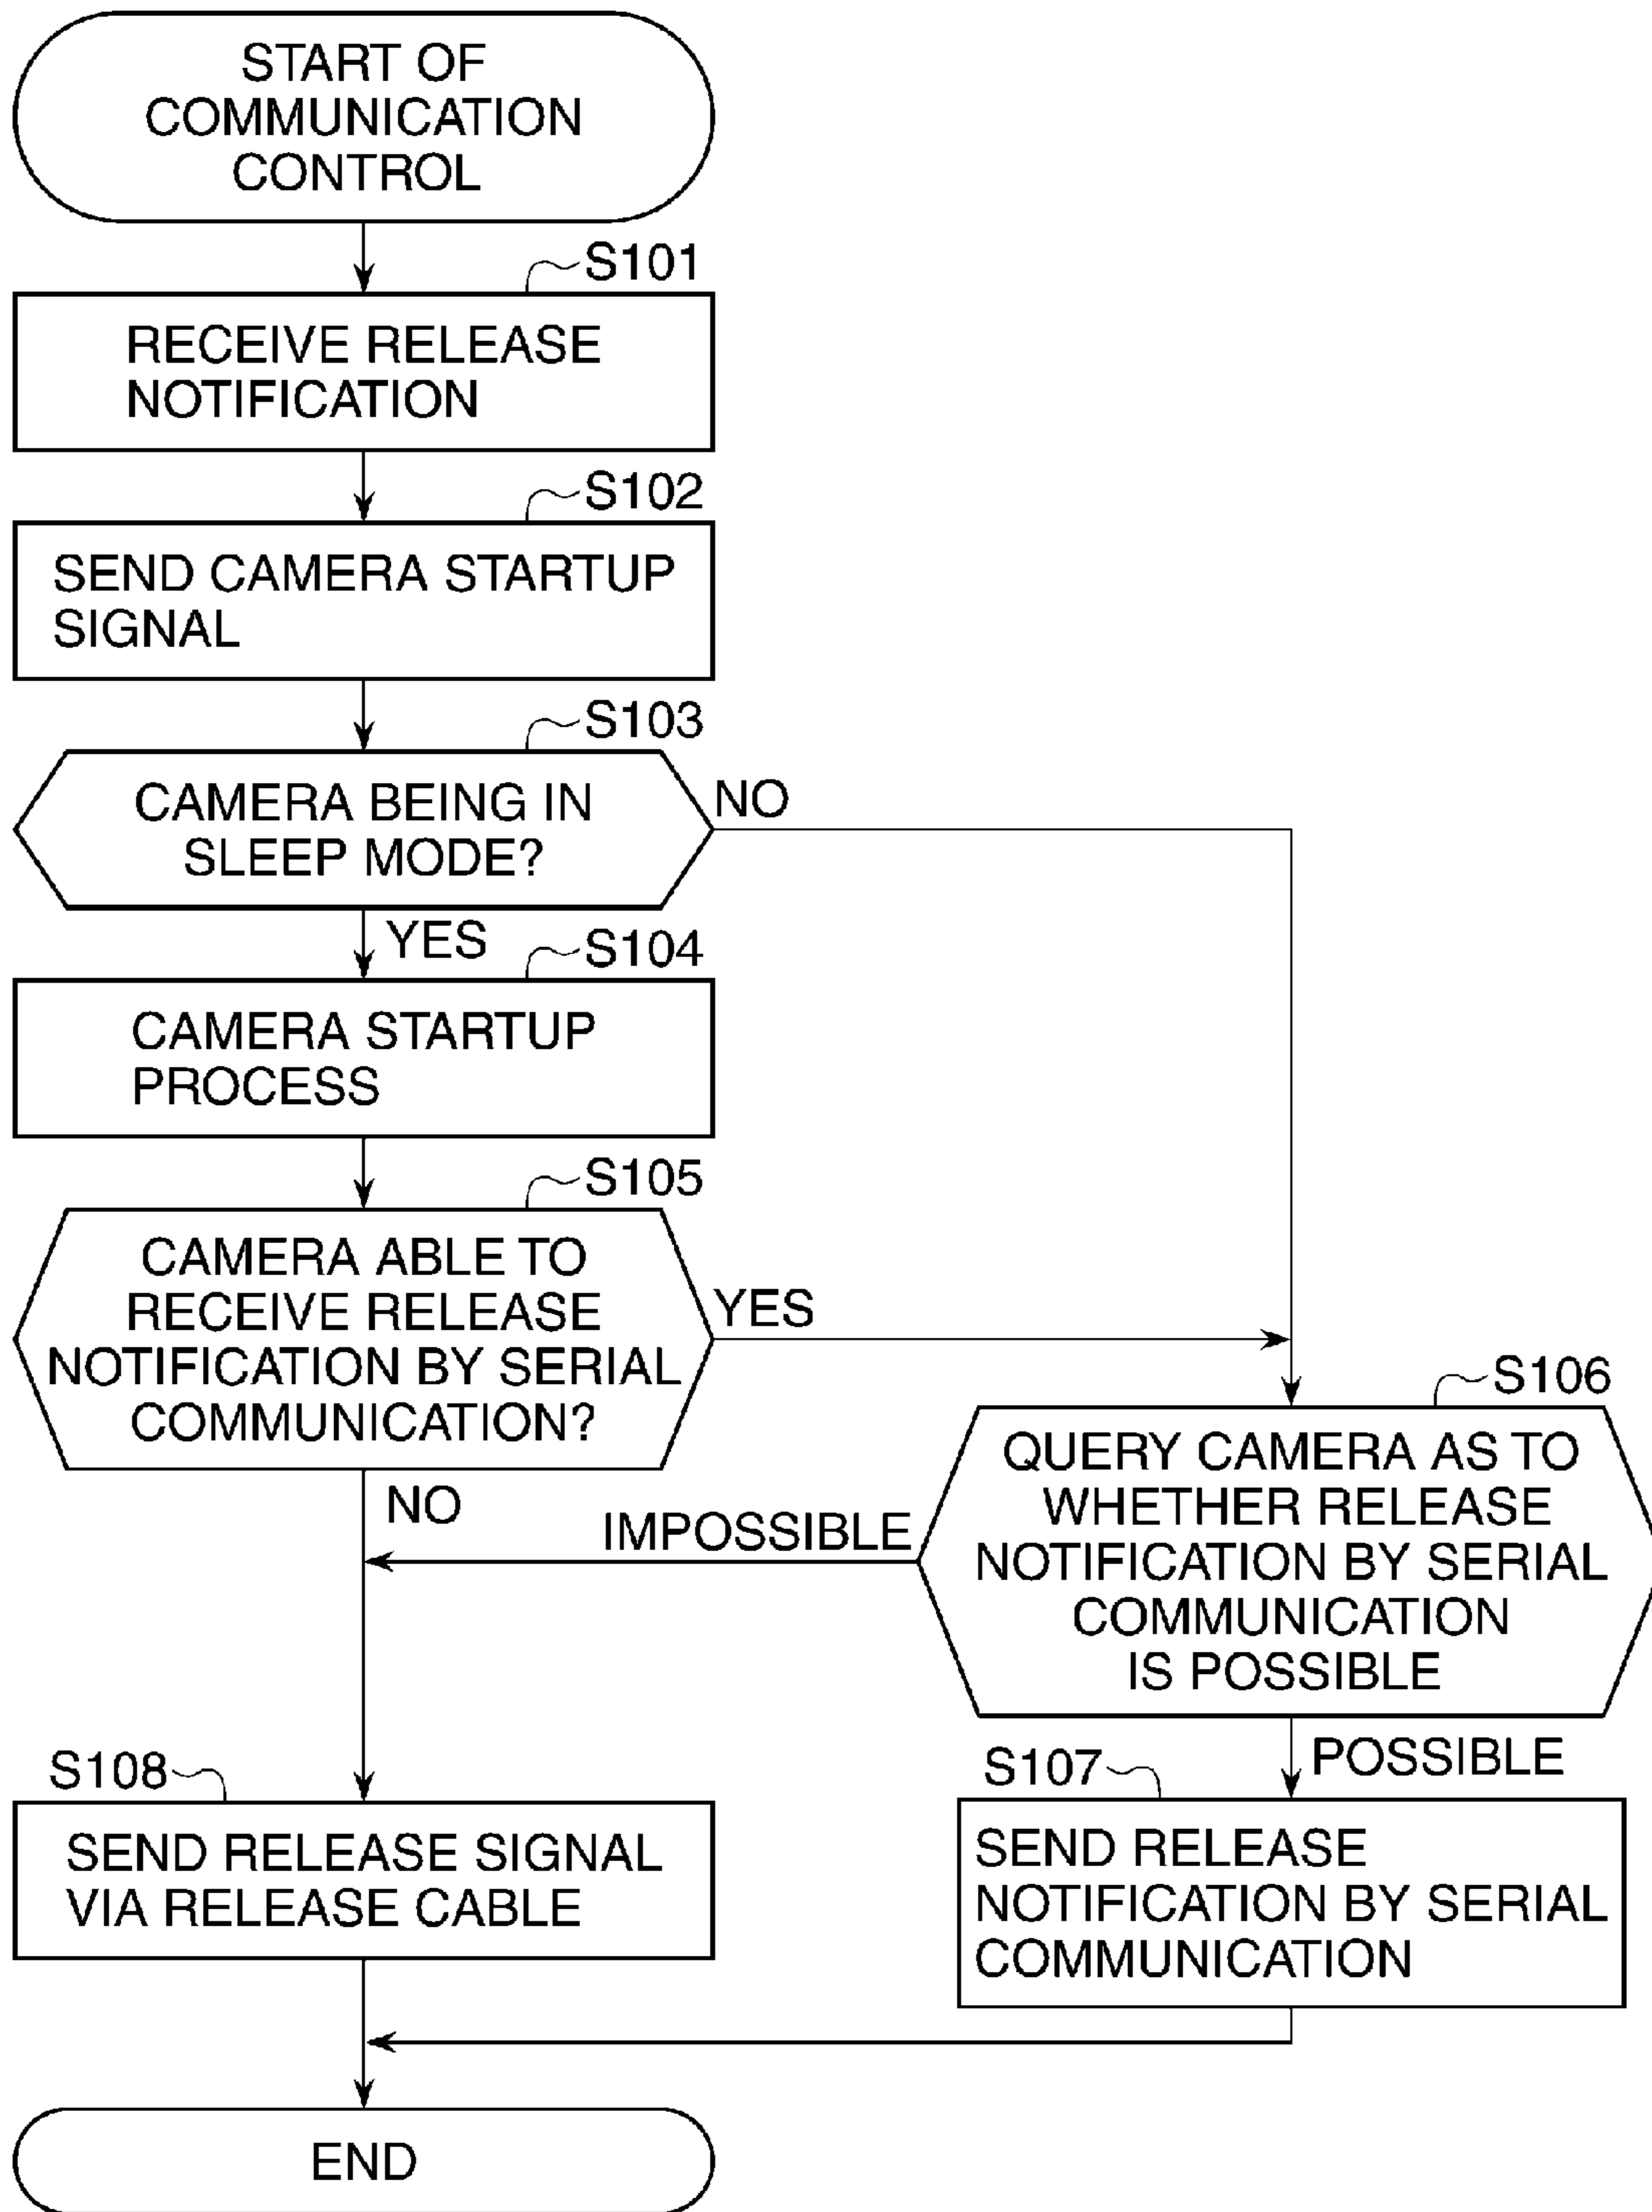 START OF
COMMUNICATION
CONTROL
S101
RECEIVE RELEASE
NOTIFICATION
S102
SEND CAMERA STARTUP
SIGNAL
S103
CAMERA BEING IN
SLEEP MODE?
NO
YES
S104
CAMERA STARTUP
PROCESS
S105
CAMERA ABLE TO
RECEIVE RELEASE
NOTIFICATION BY SERIAL
COMMUNICATION?
YES
NO
S106
QUERY CAMERA AS TO
WHETHER RELEASE
NOTIFICATION BY SERIAL
COMMUNICATION
IS POSSIBLE
IMPOSSIBLE
POSSIBLE
S107
SEND RELEASE
NOTIFICATION BY SERIAL
COMMUNICATION
S108
SEND RELEASE SIGNAL
VIA RELEASE CABLE
END